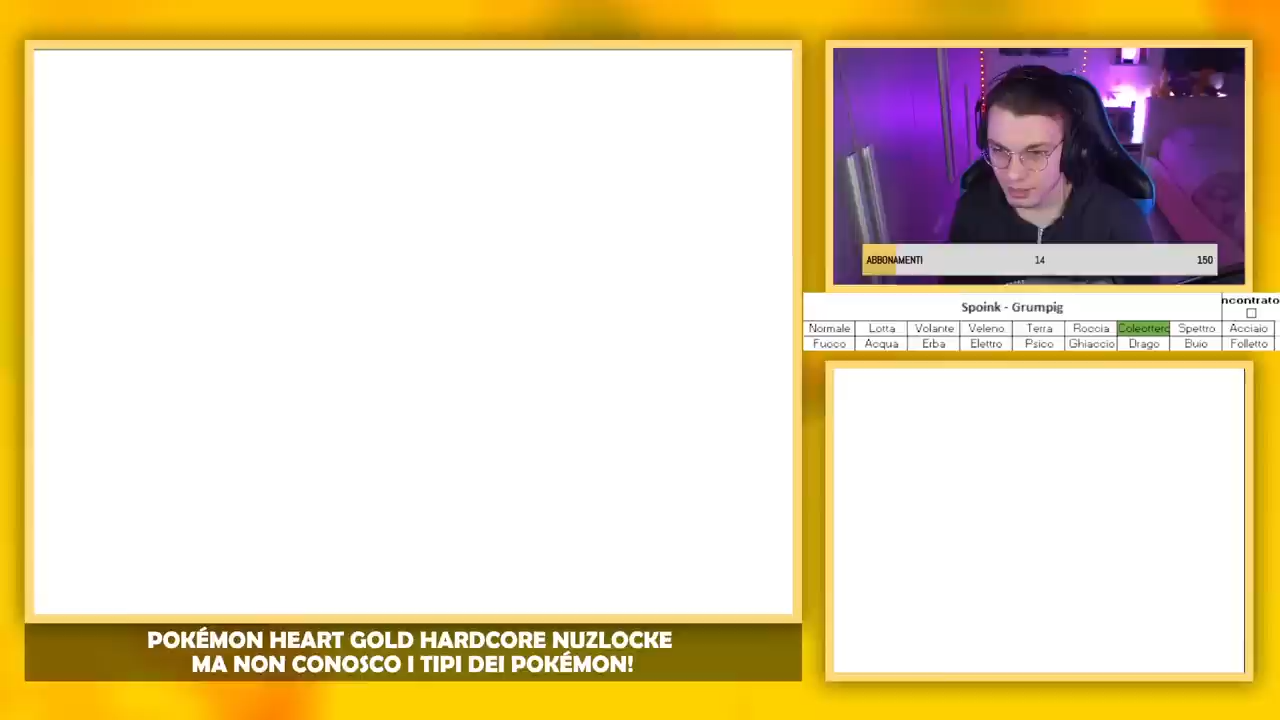 ABBONAMENTI 14 150
Spoink - Grumpig
ncontrato
Normale Lotta Volante Veleno Terra Roccia Coleottero Spettro Acciaio
Fuoco Acqua Erba Elettro Psico Ghiaccio Drago Buio Folletto
POKÉMON HEART GOLD HARDCORE NUZLOCKE
MA NON CONOSCO I TIPI DEI POKÉMON!